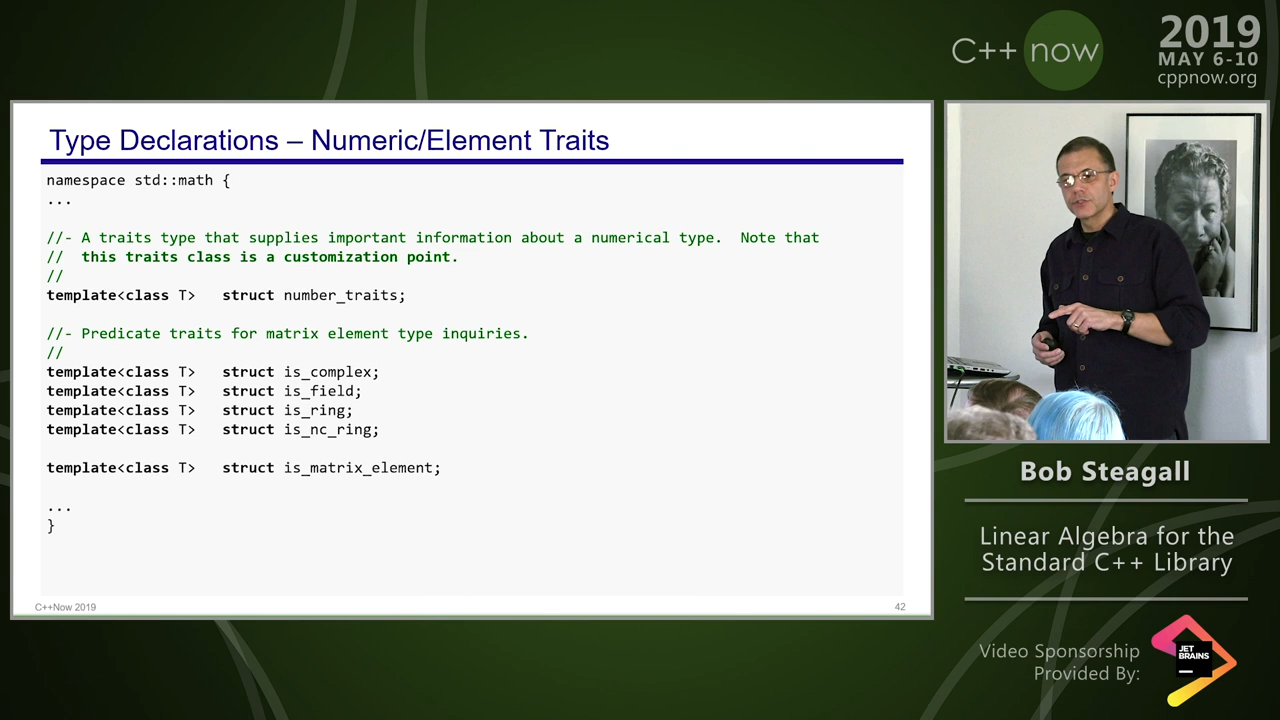 C++ now
2019
MAY 6-10
cppnow.org
Type Declarations – Numeric/Element Traits
namespace std::math {
...
//- A traits type that supplies important information about a numerical type.  Note that
//  this traits class is a customization point.
//
template<class T>   struct number_traits;
//- Predicate traits for matrix element type inquiries.
//
template<class T>   struct is_complex;
template<class T>   struct is_field;
template<class T>   struct is_ring;
template<class T>   struct is_nc_ring;
template<class T>   struct is_matrix_element;
...
}
C++Now 2019
42
Bob Steagall
Linear Algebra for the
Standard C++ Library
Video Sponsorship
Provided By:
JET
BRAINS